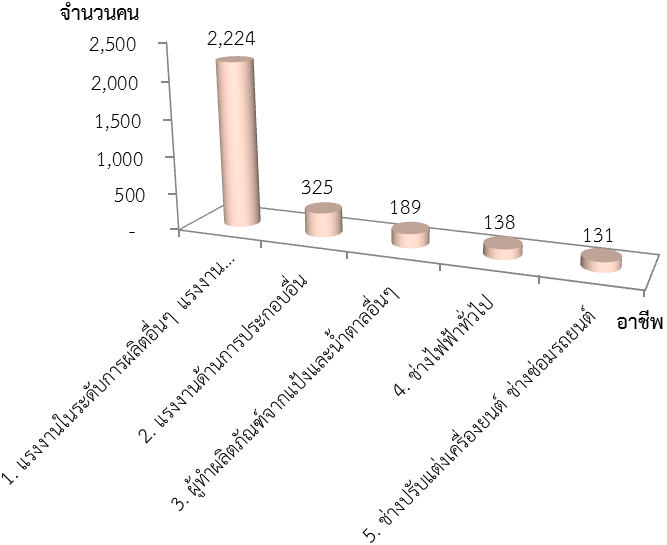 จำนวนคน
2,500
2,000
1,500
1,000
500
-
2,224
325
189
138
131
1. แรงงานในระดับการผลิตอื่นๆ แรงงาน...
2. แรงงานด้านการประกอบอื่น
3. ผู้ทำผลิตภัณฑ์จากแป้งและน้ำตาลอื่นๆ
4. ช่างไฟฟ้าทั่วไป
5. ช่างปรับแต่งเครื่องยนต์ ช่างซ่อมรถยนต์
อาชีพ